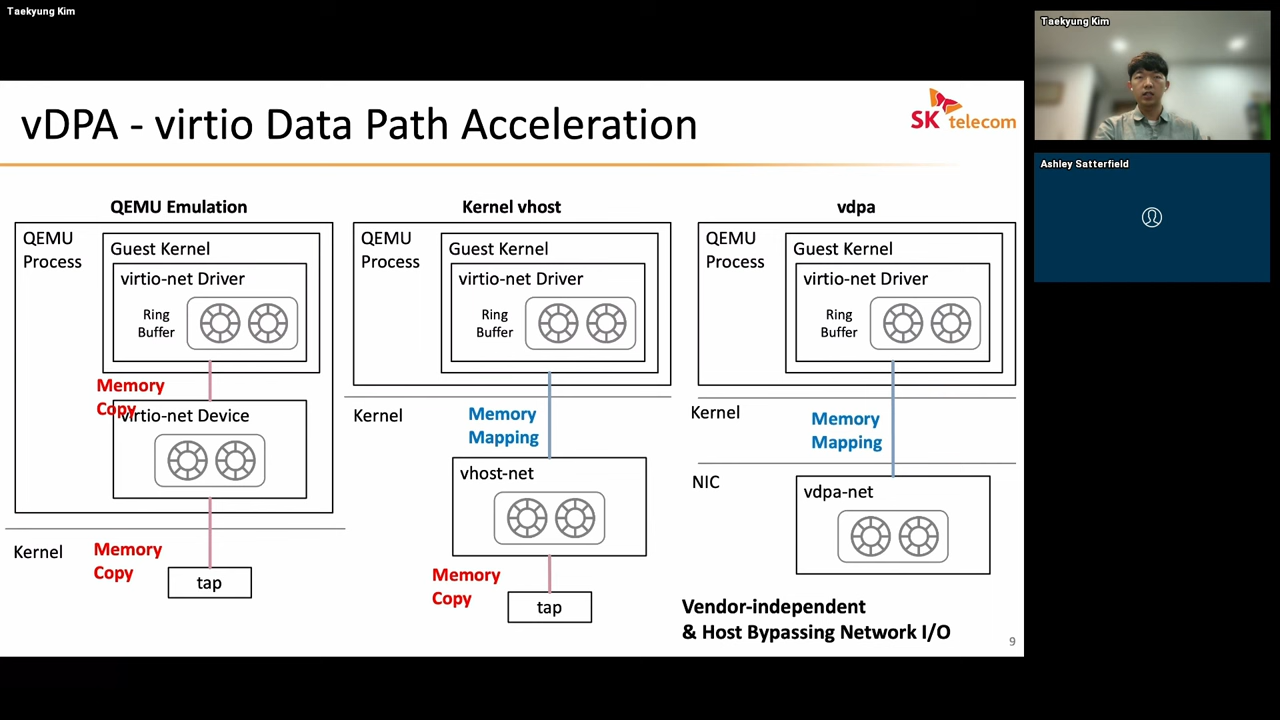 Taekyung Kim
Taekyung Kim
Ashley Satterfield
vDPA - virtio Data Path Acceleration
SK telecom
QEMU Emulation
QEMU
Process
Guest Kernel
virtio-net Driver
Ring
Buffer
Memory
Copy
virtio-net Device
Kernel
Memory
Copy
tap
Kernel vhost
QEMU
Process
Guest Kernel
virtio-net Driver
Ring
Buffer
Kernel
Memory
Mapping
vhost-net
Memory
Copy
tap
vdpa
QEMU
Process
Guest Kernel
virtio-net Driver
Ring
Buffer
Kernel
Memory
Mapping
NIC
vdpa-net
Vendor-independent
& Host Bypassing Network I/O
9